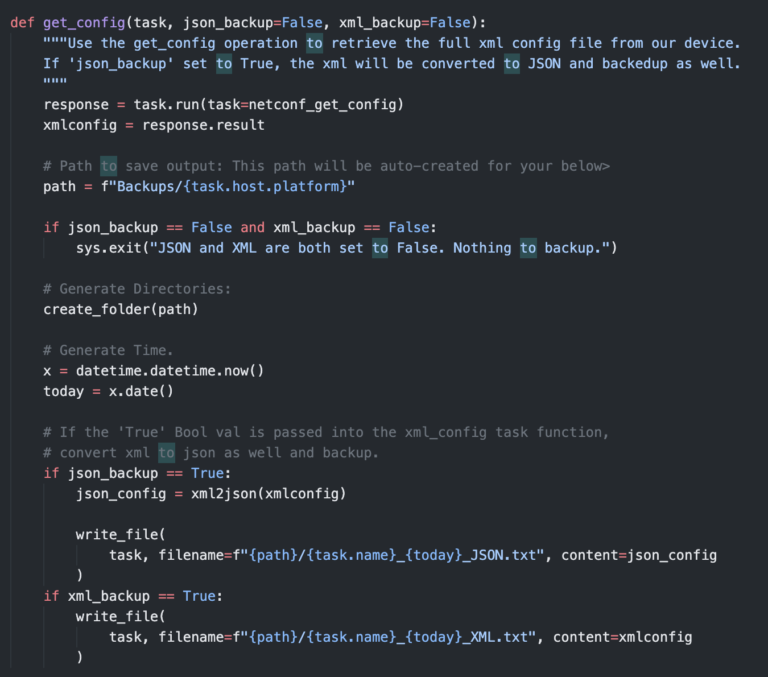 def get_config(task, json_backup=False, xml_backup=False):
    """Use the get_config operation to retrieve the full xml config file from our device.
    If 'json_backup' set to True, the xml will be converted to JSON and backedup as well.
    """
    response = task.run(task=netconf_get_config)
    xmlconfig = response.result

    # Path to save output: This path will be auto-created for your below>
    path = f"Backups/{task.host.platform}"

    if json_backup == False and xml_backup == False:
        sys.exit("JSON and XML are both set to False. Nothing to backup.")

    # Generate Directories:
    create_folder(path)

    # Generate Time.
    x = datetime.datetime.now()
    today = x.date()

    # If the 'True' Bool val is passed into the xml_config task function,
    # convert xml to json as well and backup.
    if json_backup == True:
        json_config = xml2json(xmlconfig)

        write_file(
            task, filename=f"{path}/{task.name}_{today}_JSON.txt", content=json_config
        )
    if xml_backup == True:
        write_file(
            task, filename=f"{path}/{task.name}_{today}_XML.txt", content=xmlconfig
        )